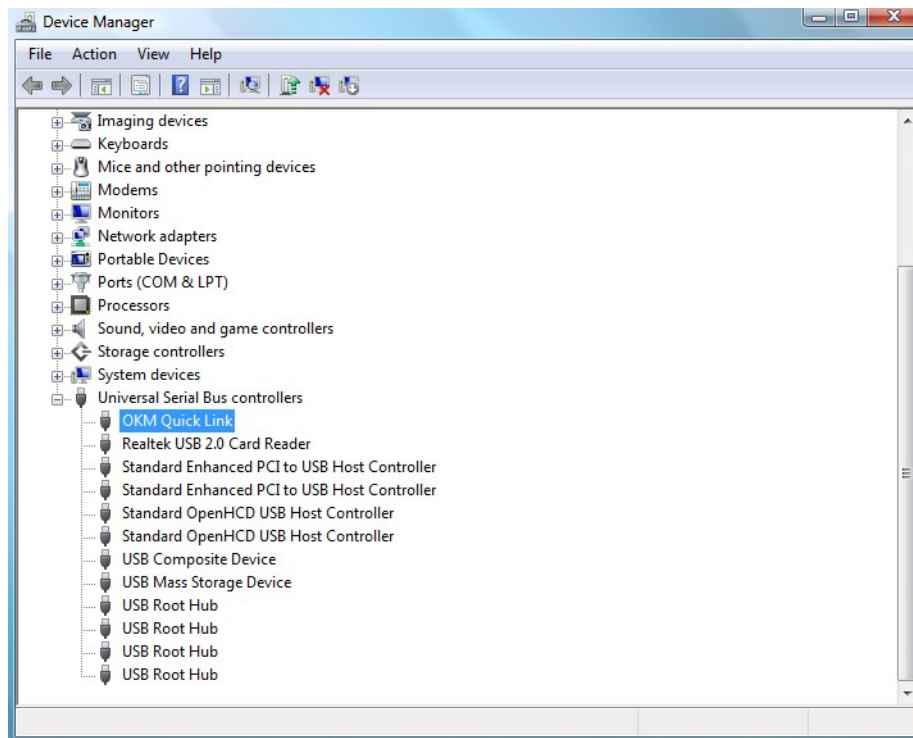 Device Manager
File Action View Help
Imaging devices
Keyboards
Mice and other pointing devices
Modems
Monitors
Network adapters
Portable Devices
Ports (COM & LPT)
Processors
Sound, video and game controllers
Storage controllers
System devices
Universal Serial Bus controllers
OKM Quick Link
Realtek USB 2.0 Card Reader
Standard Enhanced PCI to USB Host Controller
Standard Enhanced PCI to USB Host Controller
Standard OpenHCD USB Host Controller
Standard OpenHCD USB Host Controller
USB Composite Device
USB Mass Storage Device
USB Root Hub
USB Root Hub
USB Root Hub
USB Root Hub